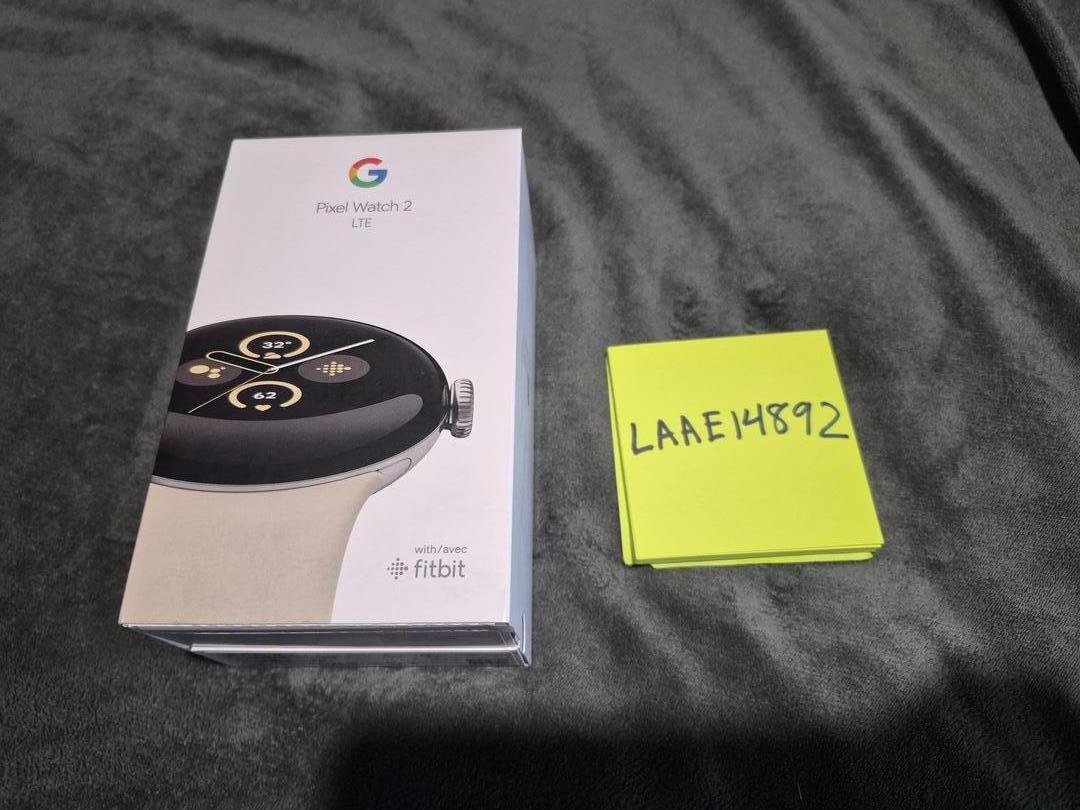 G
Pixel Watch 2
LTE
32°
62
with/avec
fitbit
LAAE14892